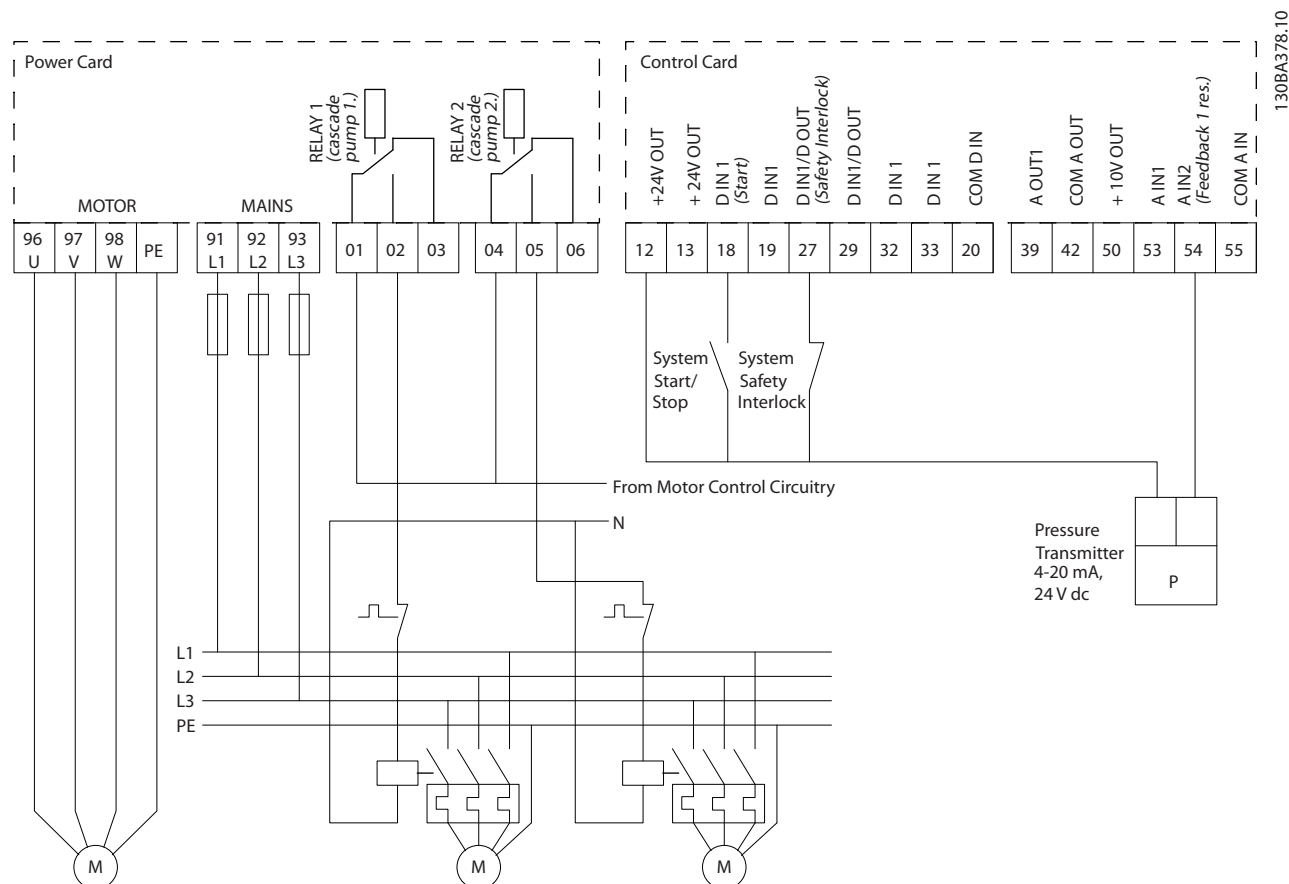 130BA378.10
Power Card
RELAY 1
(cascade
pump 1.)
RELAY 2
(cascade
pump 2.)
MOTOR
MAINS
96
U
97
V
98
W
PE
91
L1
92
L2
93
L3
01
02
03
04
05
06
Control Card
+24V OUT
+ 24V OUT
D IN 1
(Start)
D IN1
D IN1/D OUT
(Safety Interlock)
D IN1/D OUT
D IN 1
D IN 1
COM D IN
A OUT1
COM A OUT
+ 10V OUT
A IN1
A IN2
(Feedback 1 res.)
COM A IN
12
13
18
19
27
29
32
33
20
39
42
50
53
54
55
System
Start/
Stop
System
Safety
Interlock
From Motor Control Circuitry
N
Pressure
Transmitter
4-20 mA,
24 V dc
P
L1
L2
L3
PE
M
M
M